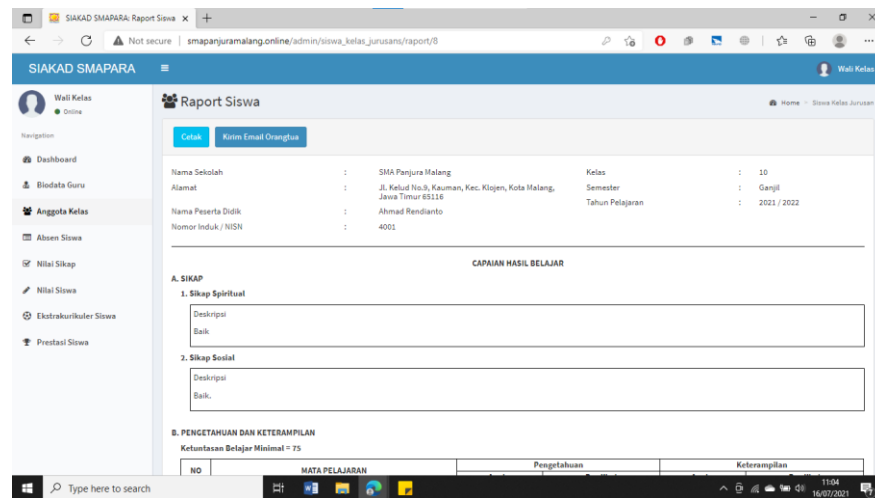 SIAKAD SMAPARA: Raport Siswa
Not secure | smapanjuramalang.online/admin/siswa_kelas_jurusans/raport/8
SIAKAD SMAPARA
Wali Kelas
Wali Kelas
Online
Raport Siswa
Home
Siswa Kelas Jurusan
Navigation
Dashboard
Biodata Guru
Anggota Kelas
Absen Siswa
Nilai Sikap
Nilai Siswa
Ekstrakurikuler Siswa
Prestasi Siswa
Cetak
Kirim Email Orangtua
Nama Sekolah : SMA Panjura Malang Kelas : 10
Alamat : Jl. Kelud No.9, Kauman, Kec. Klojen, Kota Malang, Semester : Ganjil
Jawa Timur 65116 Tahun Pelajaran : 2021 / 2022
Nama Peserta Didik : Ahmad Rendianto
Nomor Induk / NISN : 4001
CAPAIAN HASIL BELAJAR
A. SIKAP
1. Sikap Spiritual
Deskripsi
Baik
2. Sikap Sosial
Deskripsi
Baik.
B. PENGETAHUAN DAN KETERAMPILAN
Ketuntasan Belajar Minimal = 75
NO MATA PELAJARAN Pengetahuan Keterampilan
Type here to search
11:04
16/07/2021